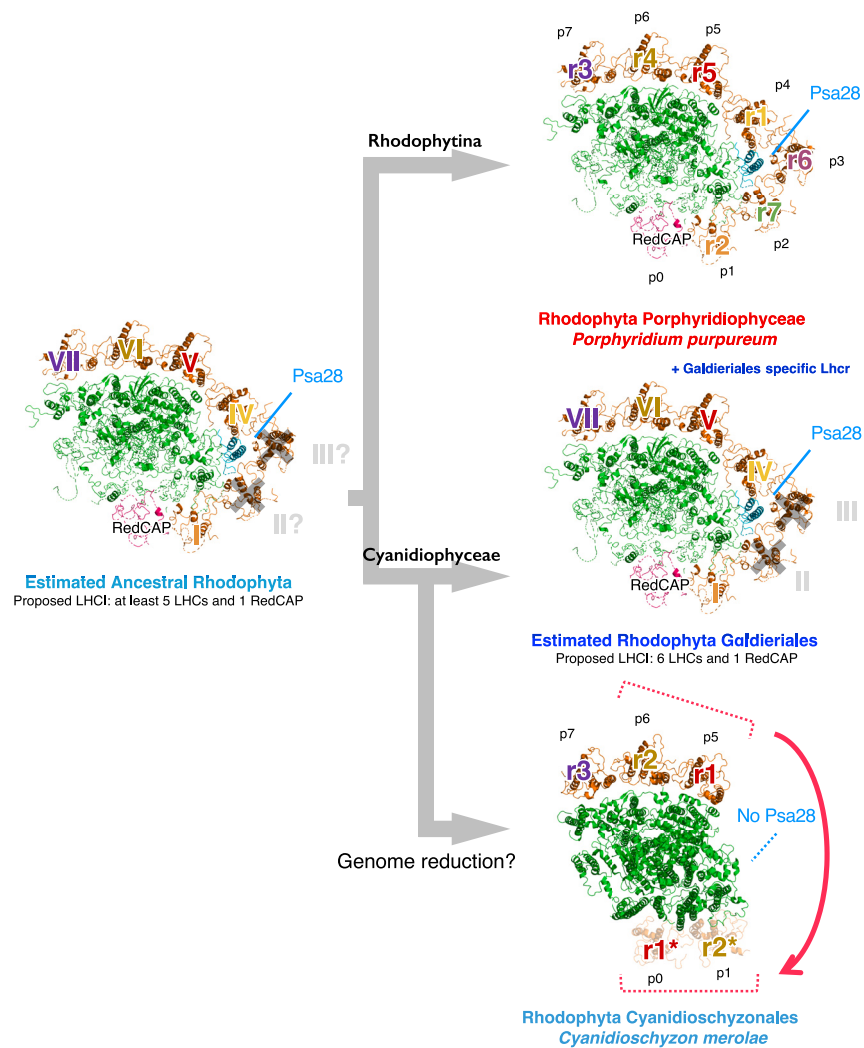 p7
p6
p5
r3
r4
r5
p4
r1
Psa28
r6
p3
r7
RedCAP
r2
p2
p1
p0
Rhodophytina
Rhodophyta Porphyridiophyceae
Porphyridium purpureum
VII
VI
V
Psa28
IV
III?
II?
RedCAP
I
Estimated Ancestral Rhodophyta
Proposed LHCI: at least 5 LHCs and 1 RedCAP
Cyanidiophyceae
+ Galdieriales specific Lhcr
VII
VI
V
Psa28
IV
III
II
RedCAP
I
Estimated Rhodophyta Galdieriales
Proposed LHCI: 6 LHCs and 1 RedCAP
Genome reduction?
p7
p6
p5
r3
r2
r1
No Psa28
r1*
r2*
p0
p1
Rhodophyta Cyanidioschyzonales
Cyanidioschyzon merolae